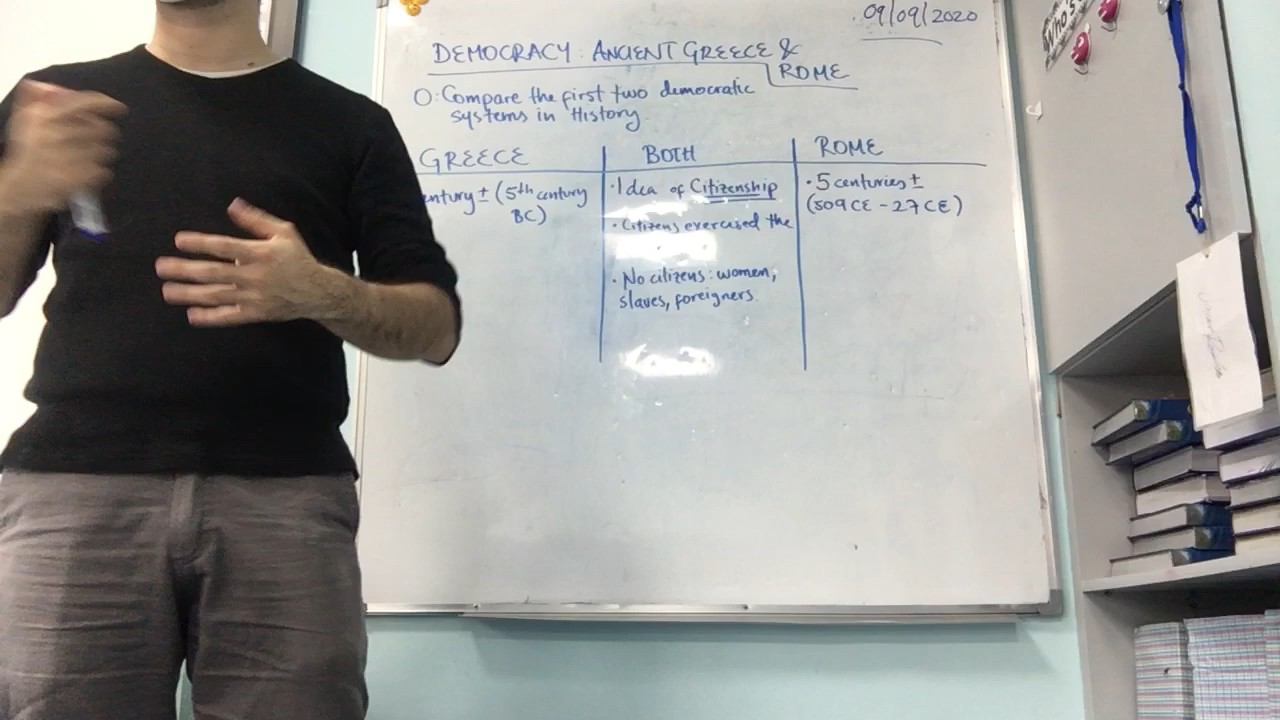 09/09/2020
DEMOCRACY: ANCIENT GREECE &
ROME
O: Compare the first two democratic
systems in History.
GREECE
entury ± (5th century
BC)
BOTH
· Idea of Citizenship
· Citizens exercised the
· No citizens: women,
slaves, foreigners.
ROME
· 5 centuries ±
(509 CE - 27 CE)
Who's